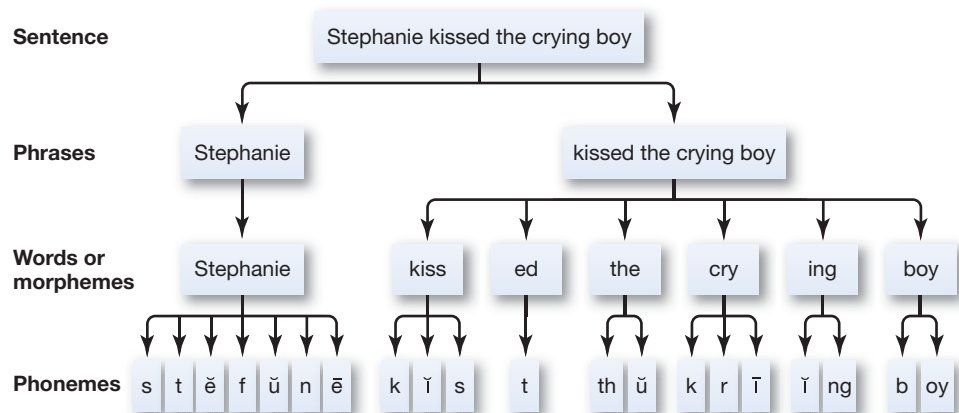 Sentence
Stephanie kissed the crying boy
Phrases
Stephanie
kissed the crying boy
Words or
morphemes
Stephanie
kiss
ed
the
cry
ing
boy
Phonemes
s t ĕ f ŭ n ē
k ĭ s
t
th ŭ
k r ī
ĭ ng
b oy